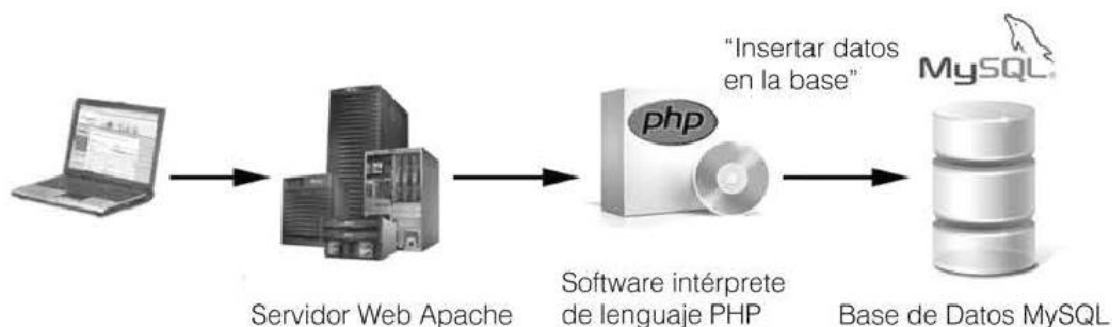 "Insertar datos
en la base"
MySQL®
php
Servidor Web Apache
Software intérprete
de lenguaje PHP
Base de Datos MySQL